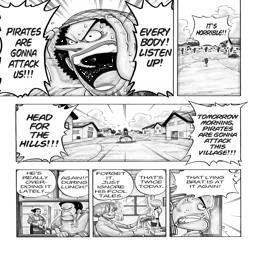 IT'S
HORRIBLE!!
EVERY
BODY!
LISTEN
UP!
PIRATES
ARE
GONNA
ATTACK
US!!!
TOMORROW
MORNING,
PIRATES
ARE GONNA
ATTACK
THIS
VILLAGE!!!
HEAD
FOR
THE
HILLS!!!
THAT LYING
BRAT IS AT
IT AGAIN!
THAT'S
TWICE
TODAY.
FORGET
IT.
JUST
IGNORE
HIS FOOL
TALES.
AGAIN!?
DURING
LUNCH?
HE'S
REALLY
OVER-
DOING IT
LATELY...